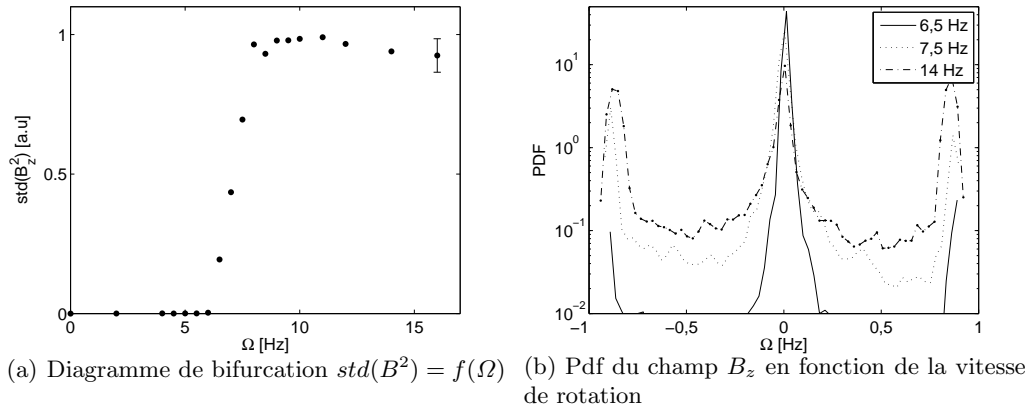 1
0.5
0
std(B_z^2) [a.u]
0 5 10 15
Ω [Hz]
(a) Diagramme de bifurcation std(B^2) = f(Ω)
10^1
10^0
10^-1
10^-2
PDF
−1 −0,5 0 0,5 1
Ω [Hz]
6,5 Hz
7,5 Hz
14 Hz
(b) Pdf du champ B_z en fonction de la vitesse
de rotation